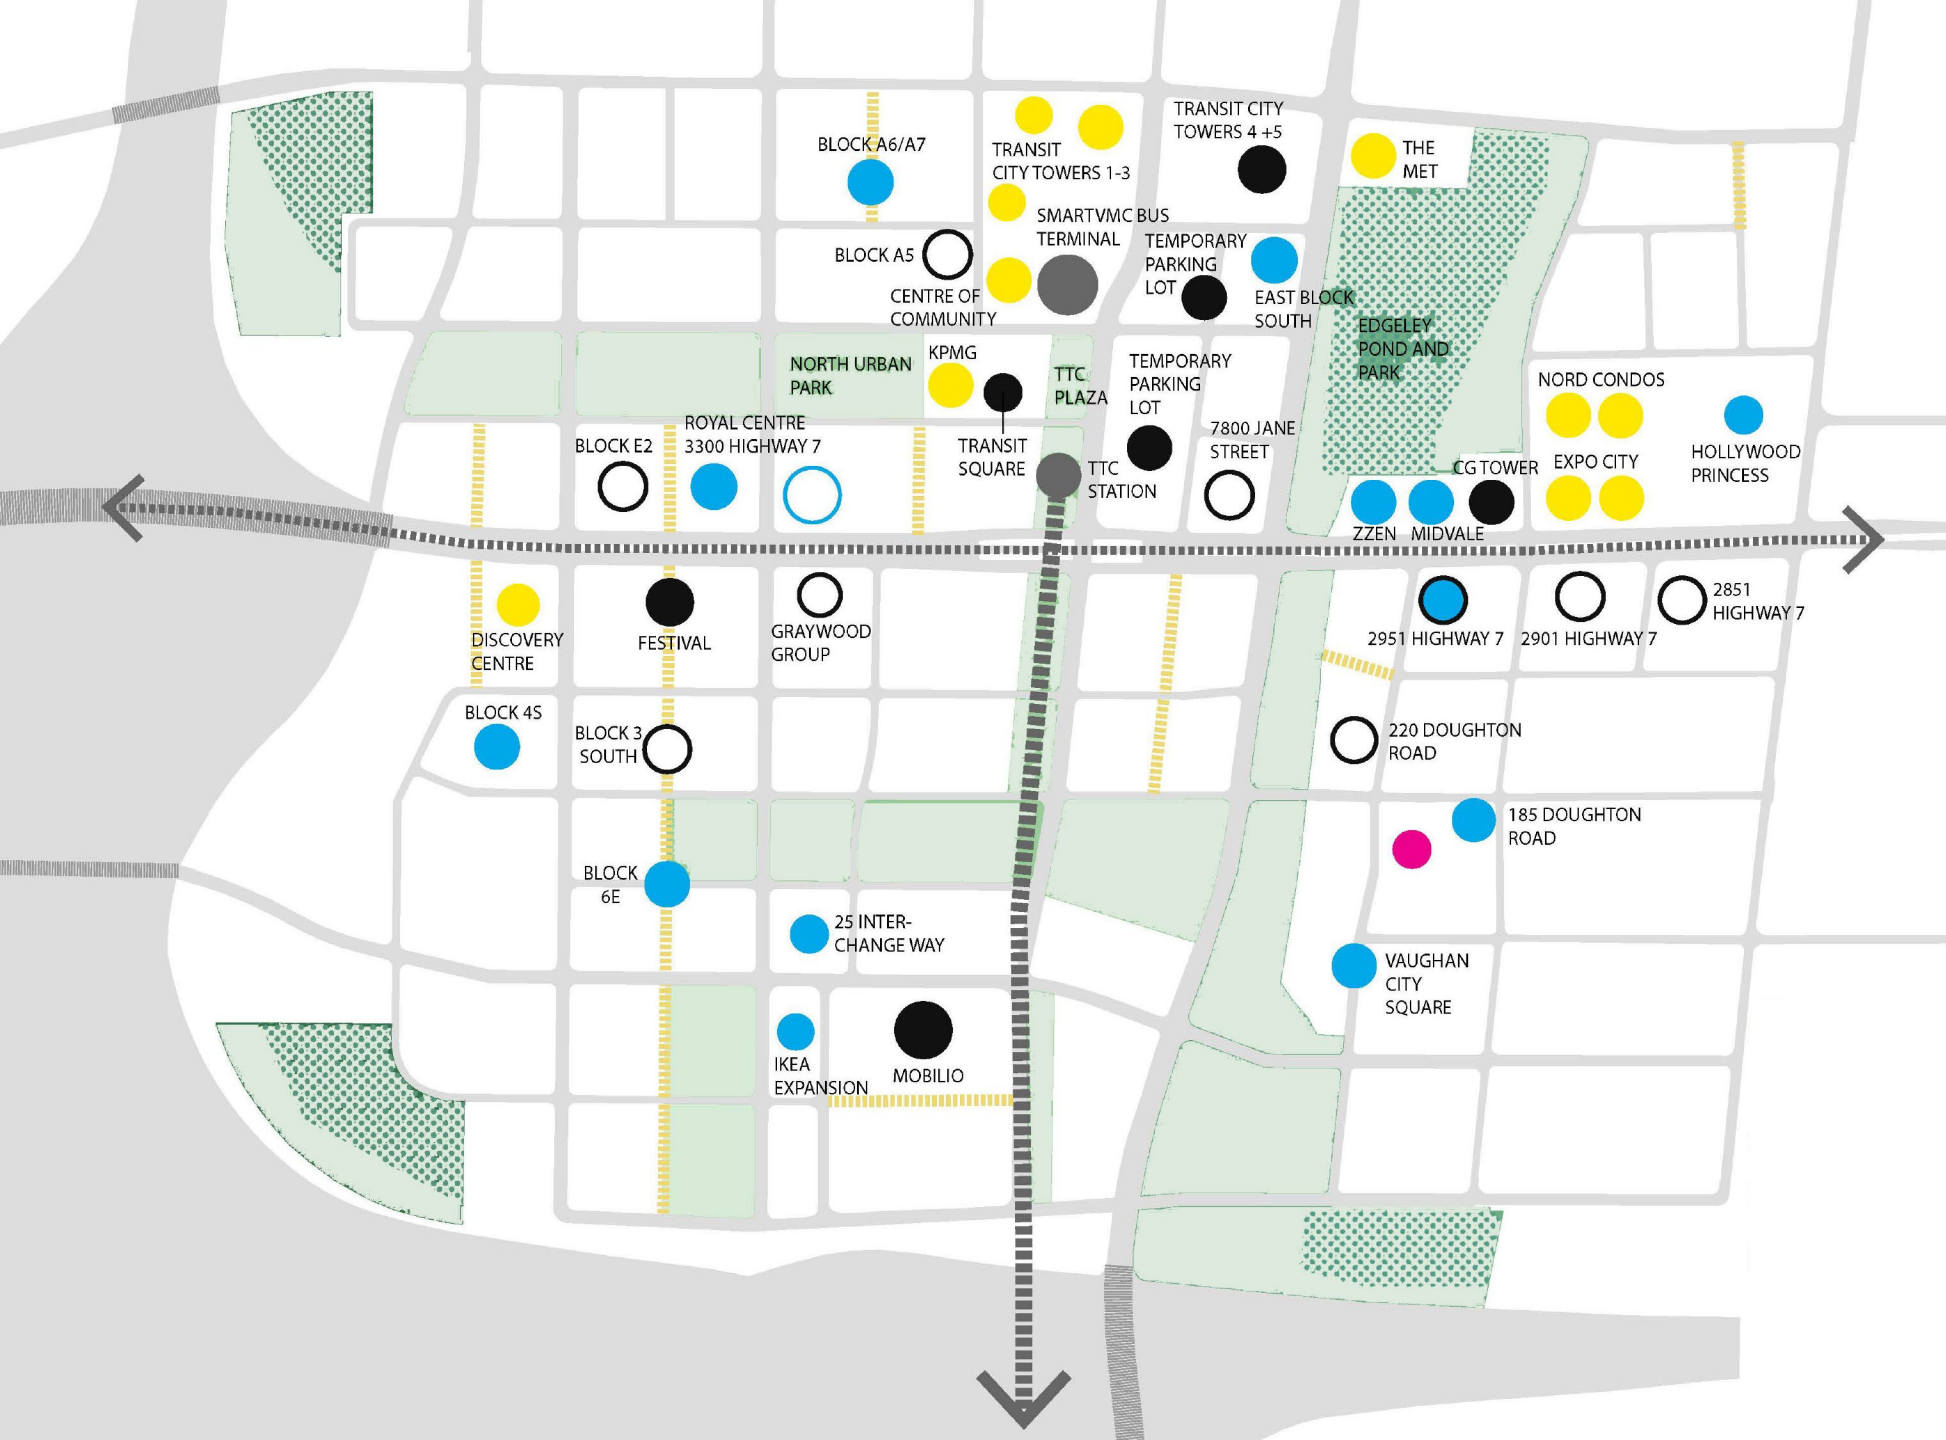 TRANSIT CITY
TOWERS 4 +5
BLOCK A6/A7
TRANSIT
CITY TOWERS 1-3
THE
MET
SMARTVMC BUS
TERMINAL
BLOCK A5
TEMPORARY
PARKING
LOT
CENTRE OF
COMMUNITY
EAST BLOCK
SOUTH
EDGELEY
POND AND
PARK
NORTH URBAN
PARK
KPMG
TTC
PLAZA
TEMPORARY
PARKING
LOT
NORD CONDOS
ROYAL CENTRE
3300 HIGHWAY 7
BLOCK E2
TRANSIT
SQUARE
7800 JANE
STREET
TTC
STATION
CG TOWER
EXPO CITY
HOLLYWOOD
PRINCESS
ZZEN
MIDVALE
DISCOVERY
CENTRE
FESTIVAL
GRAYWOOD
GROUP
2951 HIGHWAY 7
2901 HIGHWAY 7
2851
HIGHWAY 7
BLOCK 4S
BLOCK 3
SOUTH
220 DOUGHTON
ROAD
185 DOUGHTON
ROAD
BLOCK
6E
25 INTER-
CHANGE WAY
VAUGHAN
CITY
SQUARE
IKEA
EXPANSION
MOBILIO